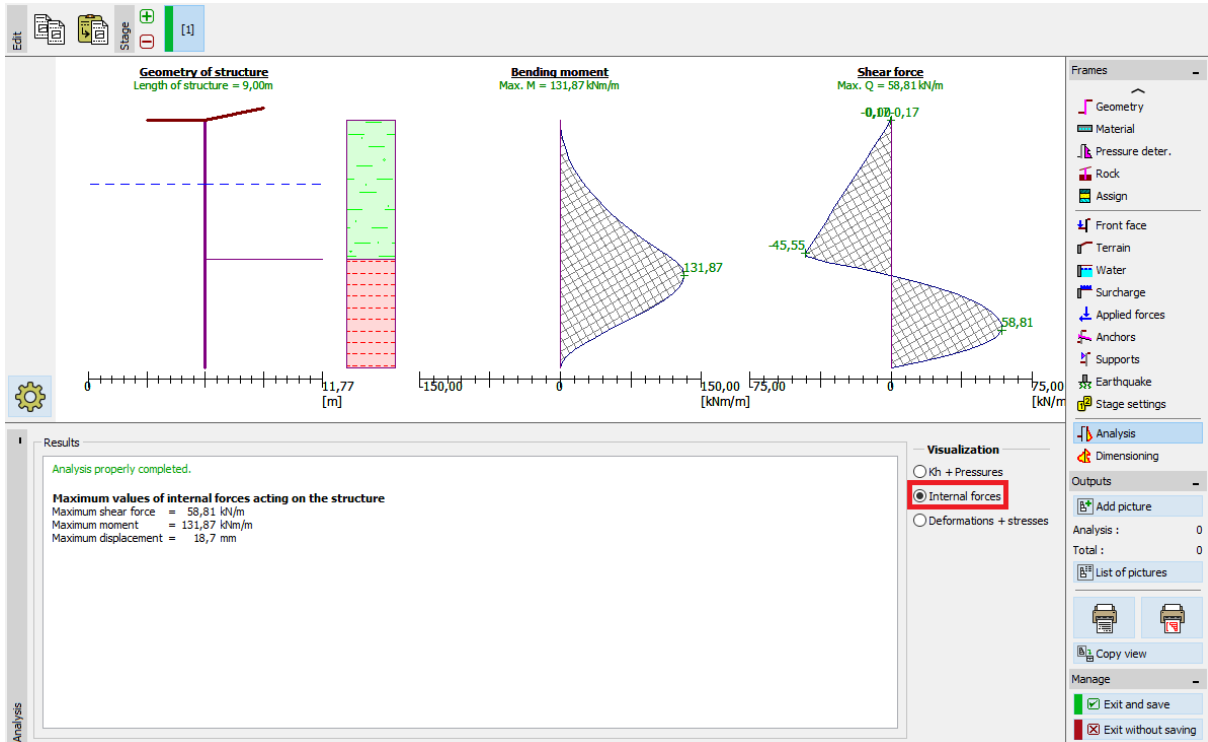 Edit
Stage
[1]
Geometry of structure
Length of structure = 9,00m
0
11,77
[m]
Bending moment
Max. M = 131,87 kNm/m
131,87
-150,00
0
150,00
[kNm/m]
Shear force
Max. Q = 58,81 kN/m
-0,17
-45,55
58,81
-75,00
0
75,00
[kN/m
Analysis
Results
Analysis properly completed.
Maximum values of internal forces acting on the structure
Maximum shear force = 58,81 kN/m
Maximum moment = 131,87 kNm/m
Maximum displacement = 18,7 mm
Visualization
Kh + Pressures
Internal forces
Deformations + stresses
Frames
Geometry
Material
Pressure deter.
Rock
Assign
Front face
Terrain
Water
Surcharge
Applied forces
Anchors
Supports
Earthquake
Stage settings
Analysis
Dimensioning
Outputs
Add picture
Analysis : 0
Total : 0
List of pictures
Copy view
Manage
Exit and save
Exit without saving